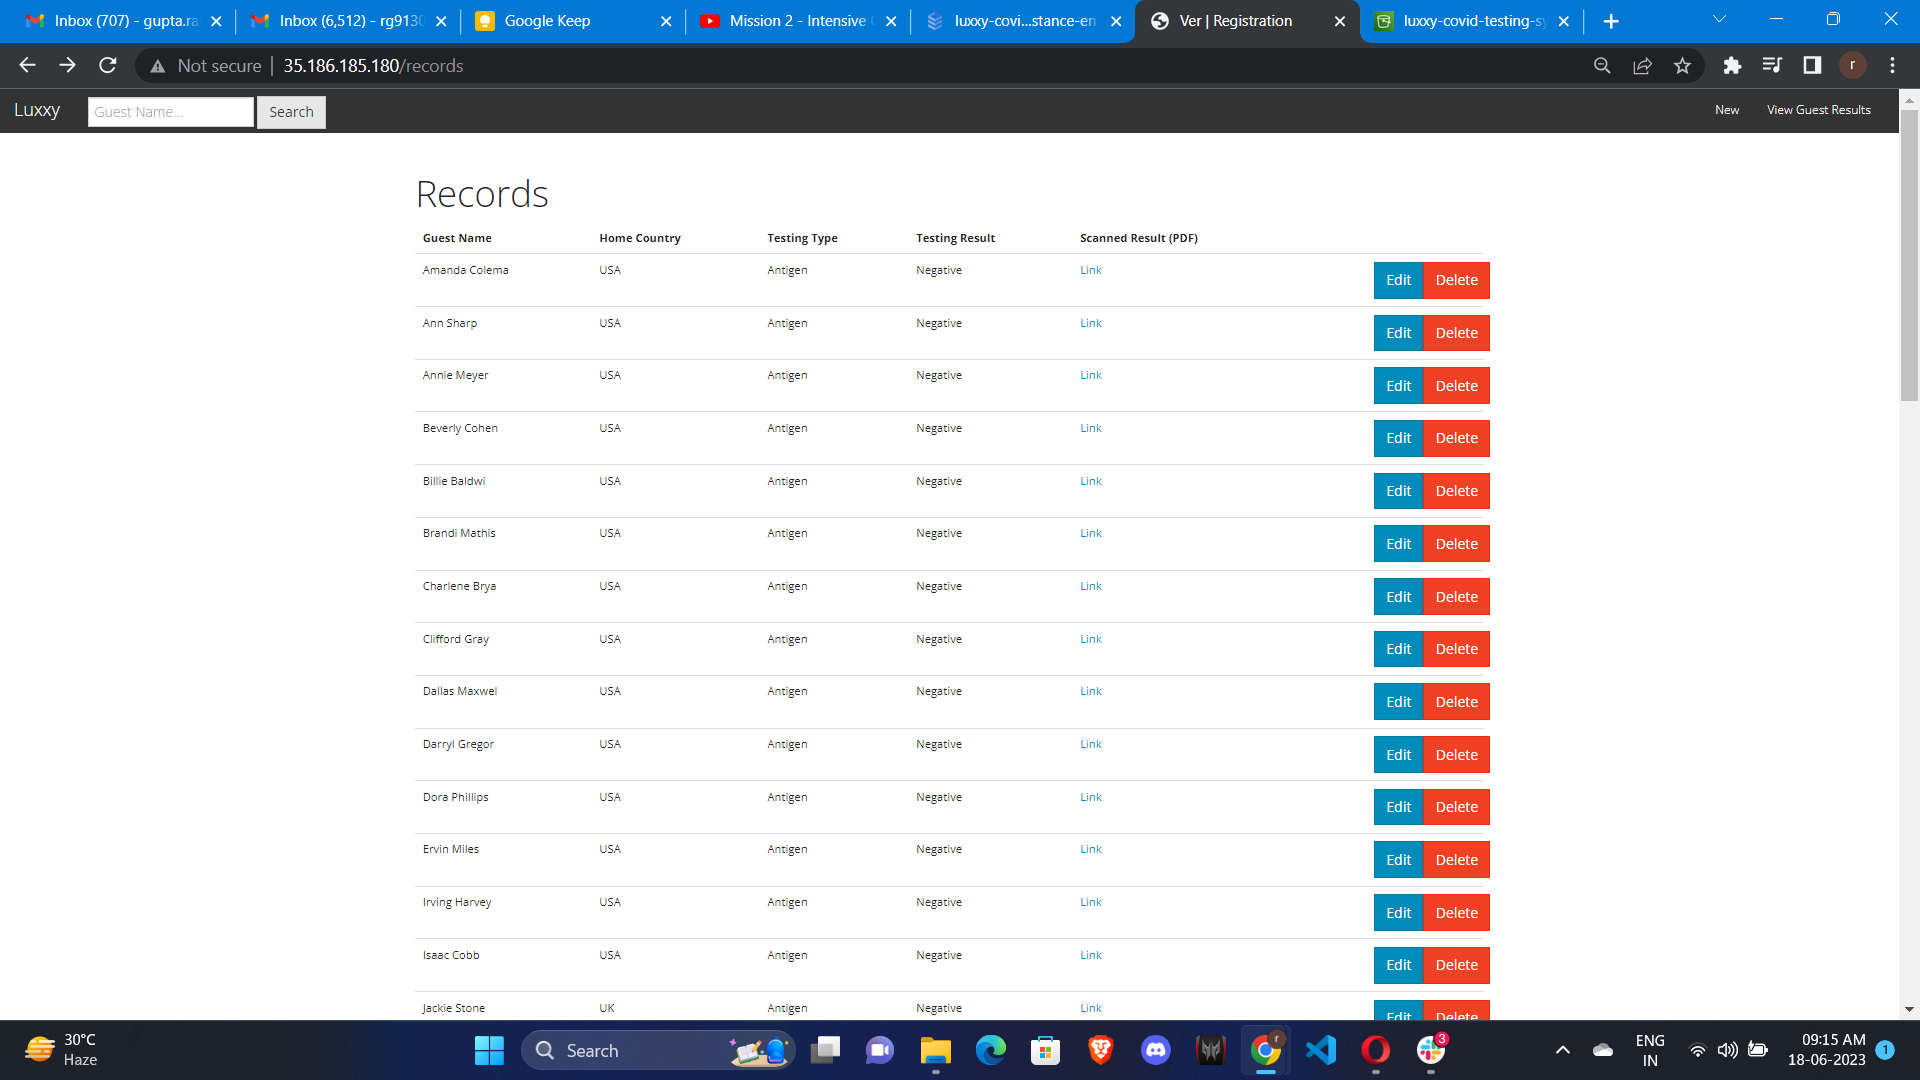 Inbox (707) - gupta.ra
Inbox (6,512) - rg9130
Google Keep
Mission 2 - Intensive
luxxy-covi...stance-en
Ver | Registration
luxxy-covid-testing-sy
Not secure
35.186.185.180/records
r
Luxxy
Guest Name...
Search
New
View Guest Results
Records
Guest Name Home Country Testing Type Testing Result Scanned Result (PDF)
Amanda Colema USA Antigen Negative Link Edit Delete
Ann Sharp USA Antigen Negative Link Edit Delete
Annie Meyer USA Antigen Negative Link Edit Delete
Beverly Cohen USA Antigen Negative Link Edit Delete
Billie Baldwi USA Antigen Negative Link Edit Delete
Brandi Mathis USA Antigen Negative Link Edit Delete
Charlene Brya USA Antigen Negative Link Edit Delete
Clifford Gray USA Antigen Negative Link Edit Delete
Dallas Maxwel USA Antigen Negative Link Edit Delete
Darryl Gregor USA Antigen Negative Link Edit Delete
Dora Phillips USA Antigen Negative Link Edit Delete
Ervin Miles USA Antigen Negative Link Edit Delete
Irving Harvey USA Antigen Negative Link Edit Delete
Isaac Cobb USA Antigen Negative Link Edit Delete
Jackie Stone UK Antigen Negative Link Edit Delete
30°C
Haze
Search
r
3
ENG
IN
09:15 AM
18-06-2023
1